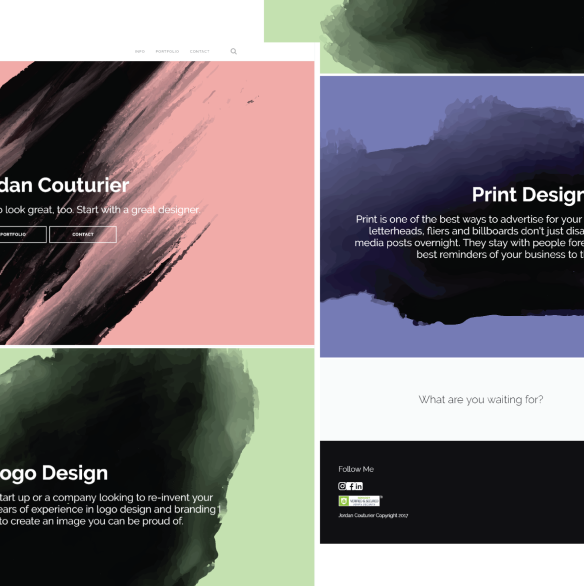 INFO PORTFOLIO CONTACT
dan Couturier
o look great, too. Start with a great designer.
PORTFOLIO CONTACT
ogo Design
tart up or a company looking to re-invent your
ears of experience in logo design and branding
to create an image you can be proud of.
Print Design
Print is one of the best ways to advertise for your
letterheads, fliers and billboards don't just disa
media posts overnight. They stay with people fore
best reminders of your business to t
What are you waiting for?
Follow Me
Jordan Couturier Copyright 2017